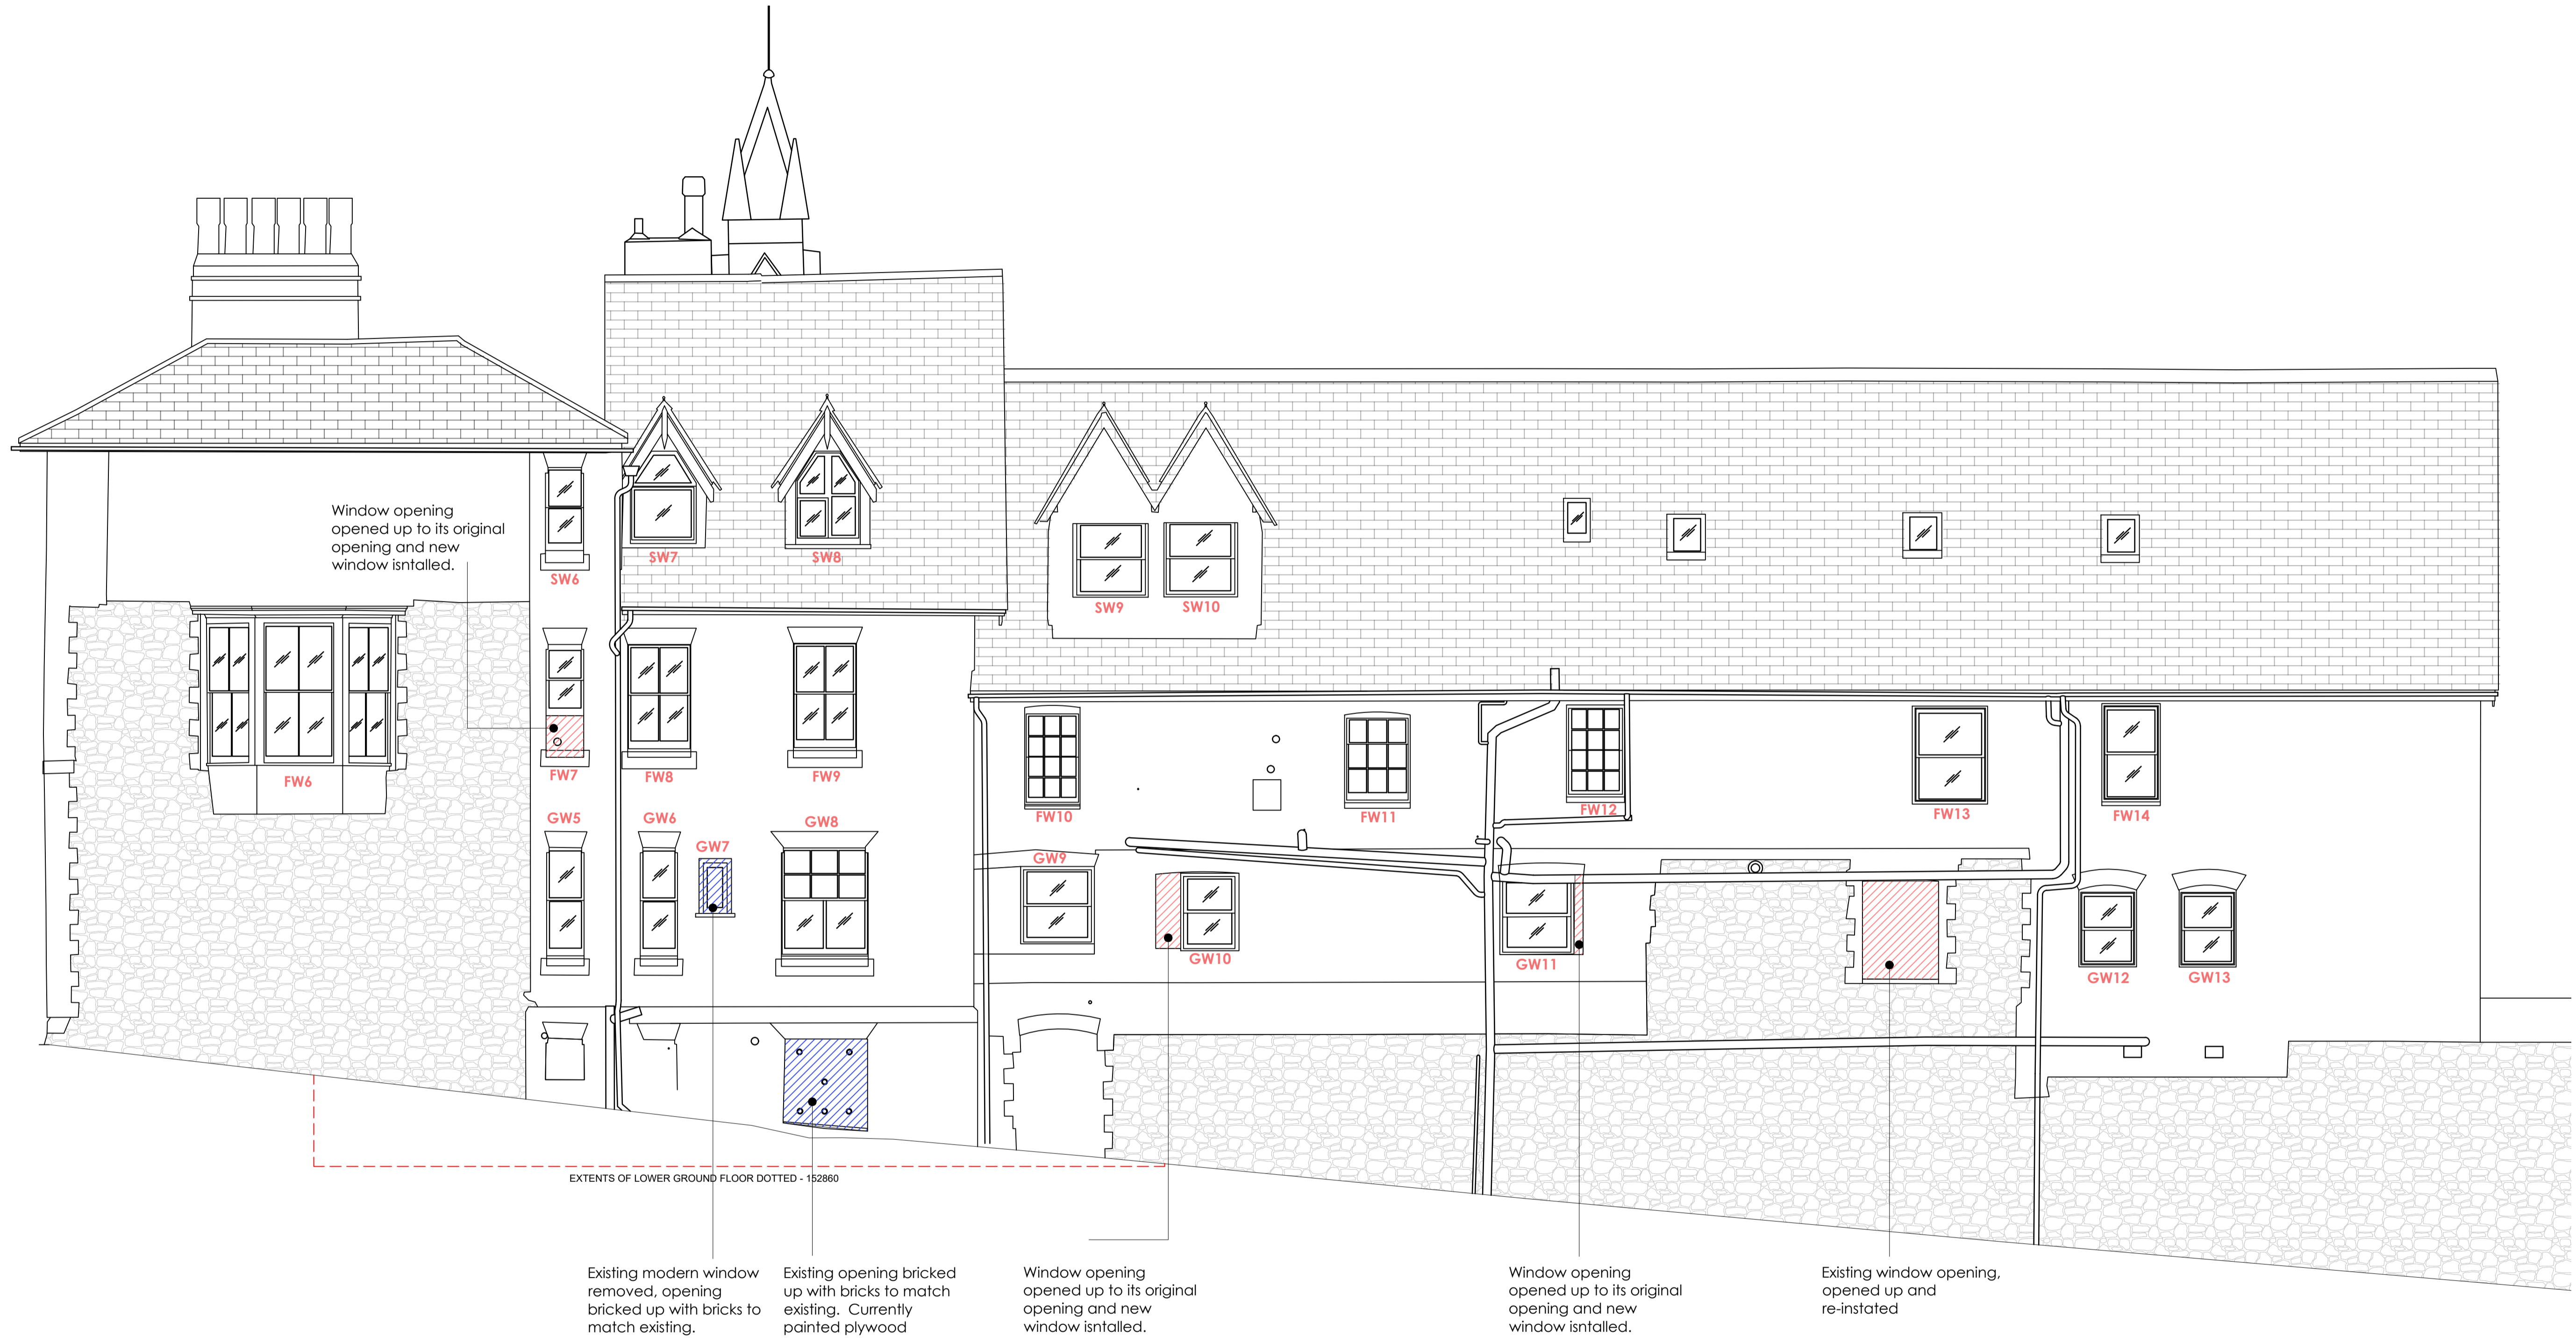 Window opening
opened up to its original
opening and new
window isntalled.
SW6
SW7
SW8
SW9
SW10
FW6
FW7
FW8
FW9
FW10
FW11
FW12
FW13
FW14
GW5
GW6
GW7
GW8
GW9
GW10
GW11
GW12
GW13
EXTENTS OF LOWER GROUND FLOOR DOTTED - 152860
Existing modern window
removed, opening
bricked up with bricks to
match existing.
Existing opening bricked
up with bricks to match
existing. Currently
painted plywood
Window opening
opened up to its original
opening and new
window isntalled.
Window opening
opened up to its original
opening and new
window isntalled.
Existing window opening,
opened up and
re-instated